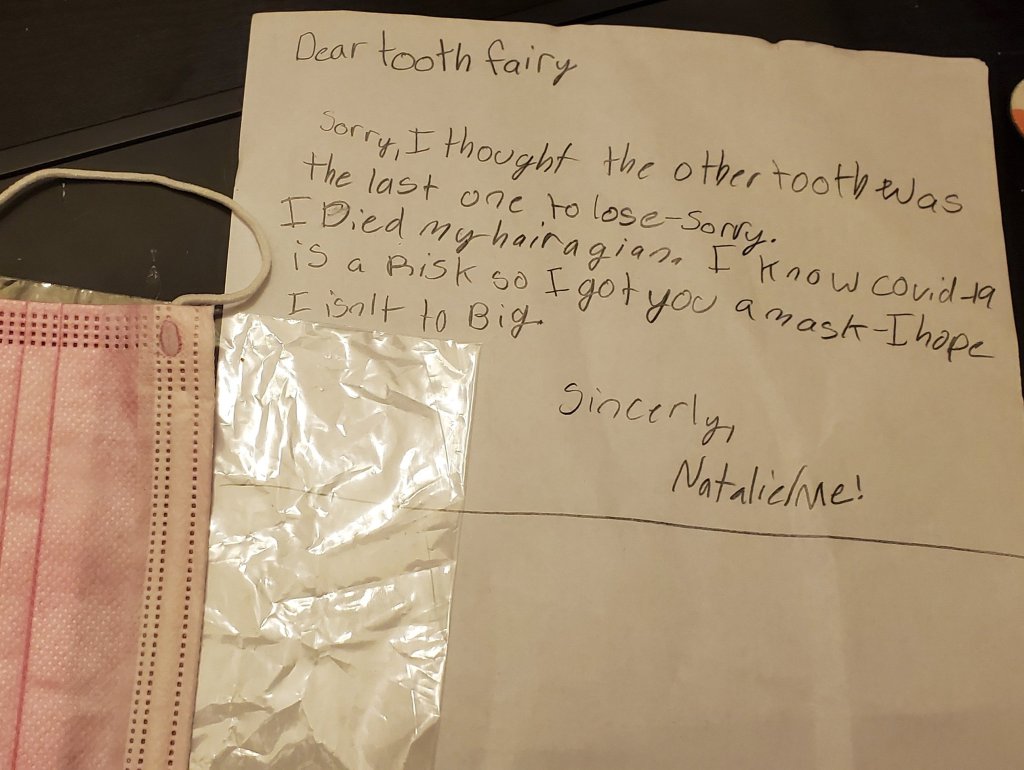 Dear tooth fairy
Sorry, I thought the other tooth was
the last one to lose-sorry.
I Died my hair agian. I know covid-19
is a Risk so I got you a mask-I hope
I isn't to Big.
Sincerly,
Natalie/Me!